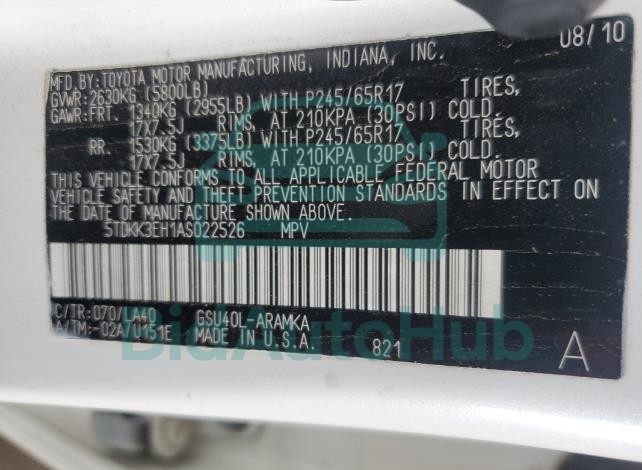 08/10
MFD.BY:TOYOTA MOTOR MANUFACTURING, INDIANA, INC.
GVWR:2630KG (5800LB)
GAWR:FRT. 1340KG (2955LB) WITH P245/65R17 TIRES,
17X7.5J RIMS, AT 210KPA (30PSI) COLD.
RR. 1530KG (3375LB) WITH P245/65R17 TIRES,
17X7.5J RIMS, AT 210KPA (30PSI) COLD.
THIS VEHICLE CONFORMS TO ALL APPLICABLE FEDERAL MOTOR
VEHICLE SAFETY AND THEFT PREVENTION STANDARDS IN EFFECT ON
THE DATE OF MANUFACTURE SHOWN ABOVE.
5TDKK3EH1AS022526 MPV
C/TR:070/LA40 GSU40L-ARAMKA
A/TM:-02A/U151E MADE IN U.S.A. 821 A
BidAutoHub